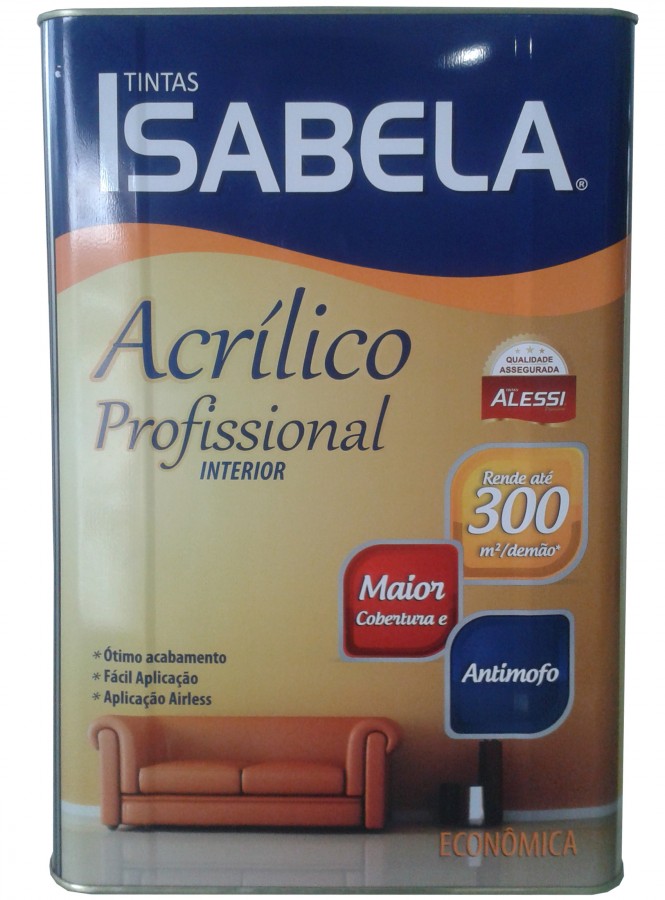 TINTAS
ISABELA®
Acrílico
Profissional
INTERIOR
QUALIDADE
ASSEGURADA
ALESSI
Rende até
300
m²/demão*
Maior
Cobertura e
Antimofo
* Ótimo acabamento
* Fácil Aplicação
* Aplicação Airless
ECONÔMICA